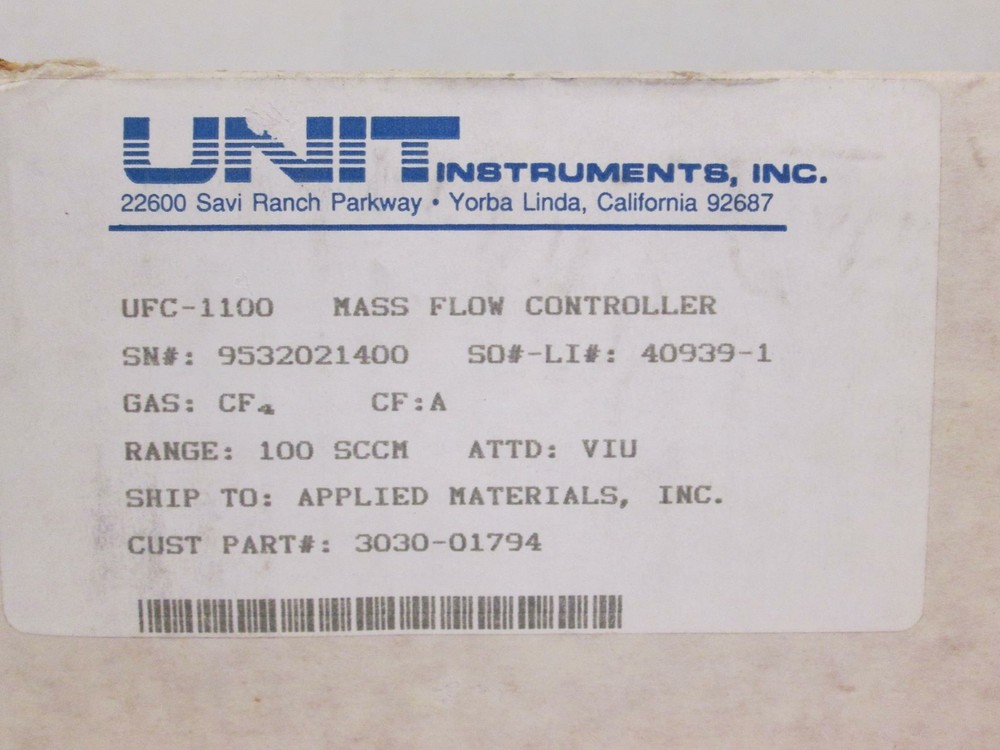 UNIT INSTRUMENTS, INC.
22600 Savi Ranch Parkway • Yorba Linda, California 92687
UFC-1100 MASS FLOW CONTROLLER
SN#: 9532021400 SO#-LI#: 40939-1
GAS: CF₄ CF:A
RANGE: 100 SCCM ATTD: VIU
SHIP TO: APPLIED MATERIALS, INC.
CUST PART#: 3030-01794